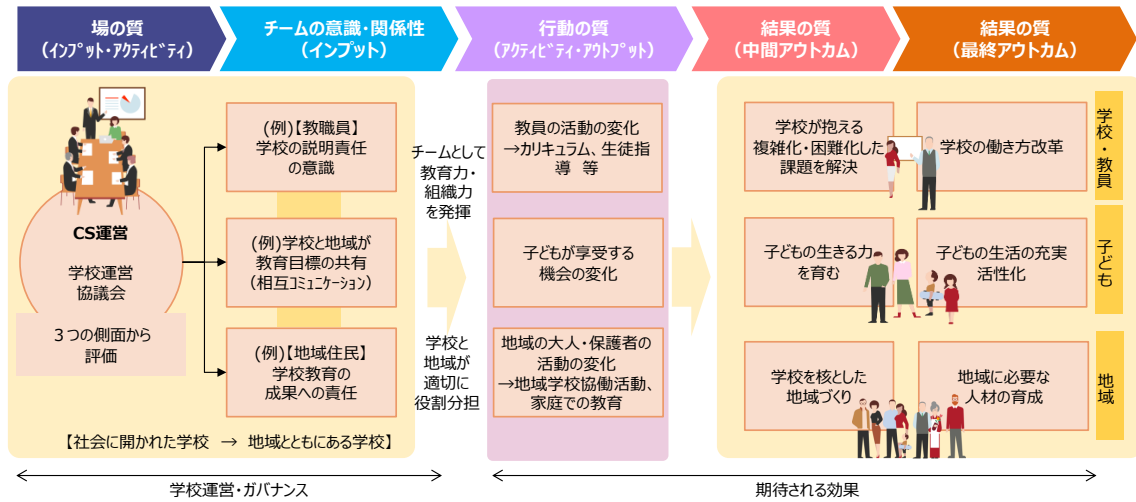 場の質
（ｲﾝﾌﾟｯﾄ・ｱｸﾃｨﾋﾞﾃｨ）
チームの意識・関係性
（インプット）
行動の質
（ｱｸﾃｨﾋﾞﾃｨ・ｱｳﾄﾌﾟｯﾄ）
結果の質
（中間アウトカム）
結果の質
（最終アウトカム）
CS運営
学校運営
協議会
３つの側面から
評価
(例)【教職員】
学校の説明責任
の意識
(例)学校と地域が
教育目標の共有
(相互ｺﾐｭﾆｹｰｼｮﾝ)
(例)【地域住民】
学校教育の
成果への責任
【社会に開かれた学校　→　地域とともにある学校】
チームとして
教育力・
組織力
を発揮
学校と
地域が
適切に
役割分担
教員の活動の変化
→カリキュラム、生徒指
導　等
子どもが享受する
機会の変化
地域の大人・保護者の
活動の変化
→地域学校協働活動、
家庭での教育
学校が抱える
複雑化・困難化した
課題を解決
学校の働き方改革
学校・教員
子どもの生きる力
を育む
子どもの生活の充実
活性化
子ども
学校を核とした
地域づくり
地域に必要な
人材の育成
地域
学校運営・ガバナンス
期待される効果